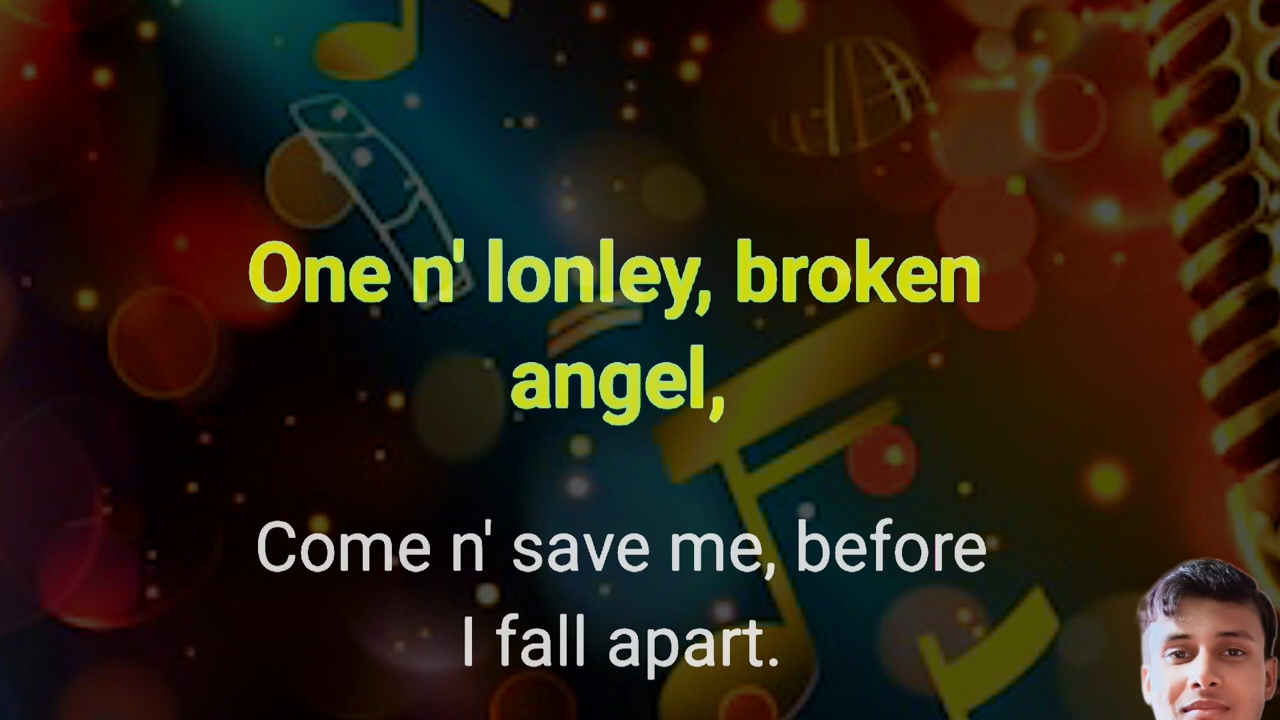 One n' lonley, broken
angel,
Come n' save me, before
I fall apart.